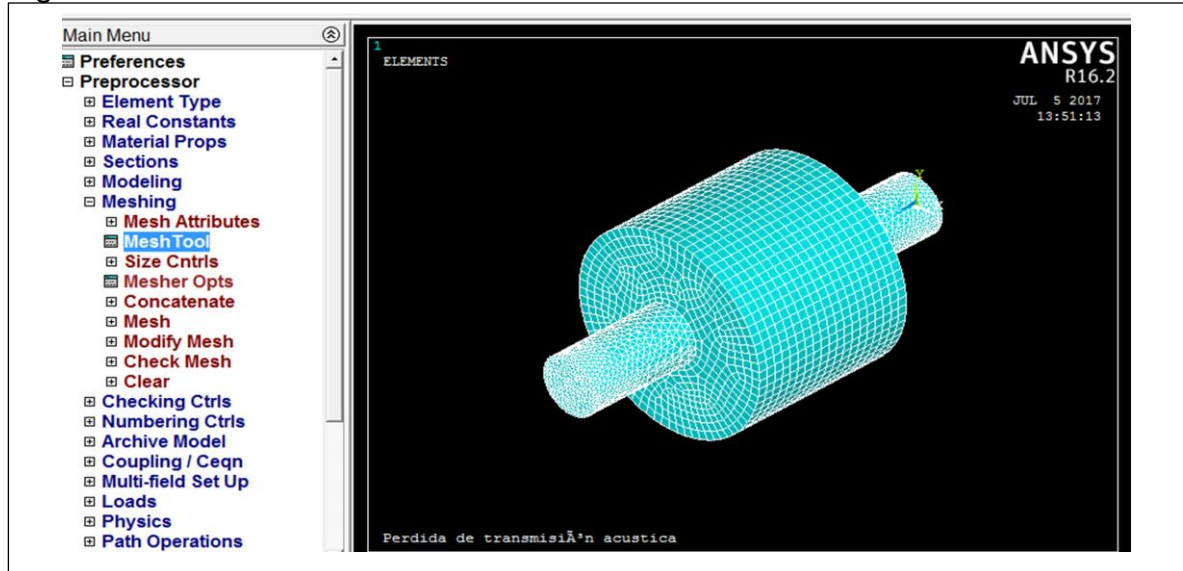 Main Menu
Preferences
Preprocessor
Element Type
Real Constants
Material Props
Sections
Modeling
Meshing
Mesh Attributes
MeshTool
Size Cntrls
Mesher Opts
Concatenate
Mesh
Modify Mesh
Check Mesh
Clear
Checking Ctrls
Numbering Ctrls
Archive Model
Coupling / Ceqn
Multi-field Set Up
Loads
Physics
Path Operations
1
ELEMENTS
ANSYS
R16.2
JUL 5 2017
13:51:13
Y
X
Perdida de transmisiÃ³n acustica